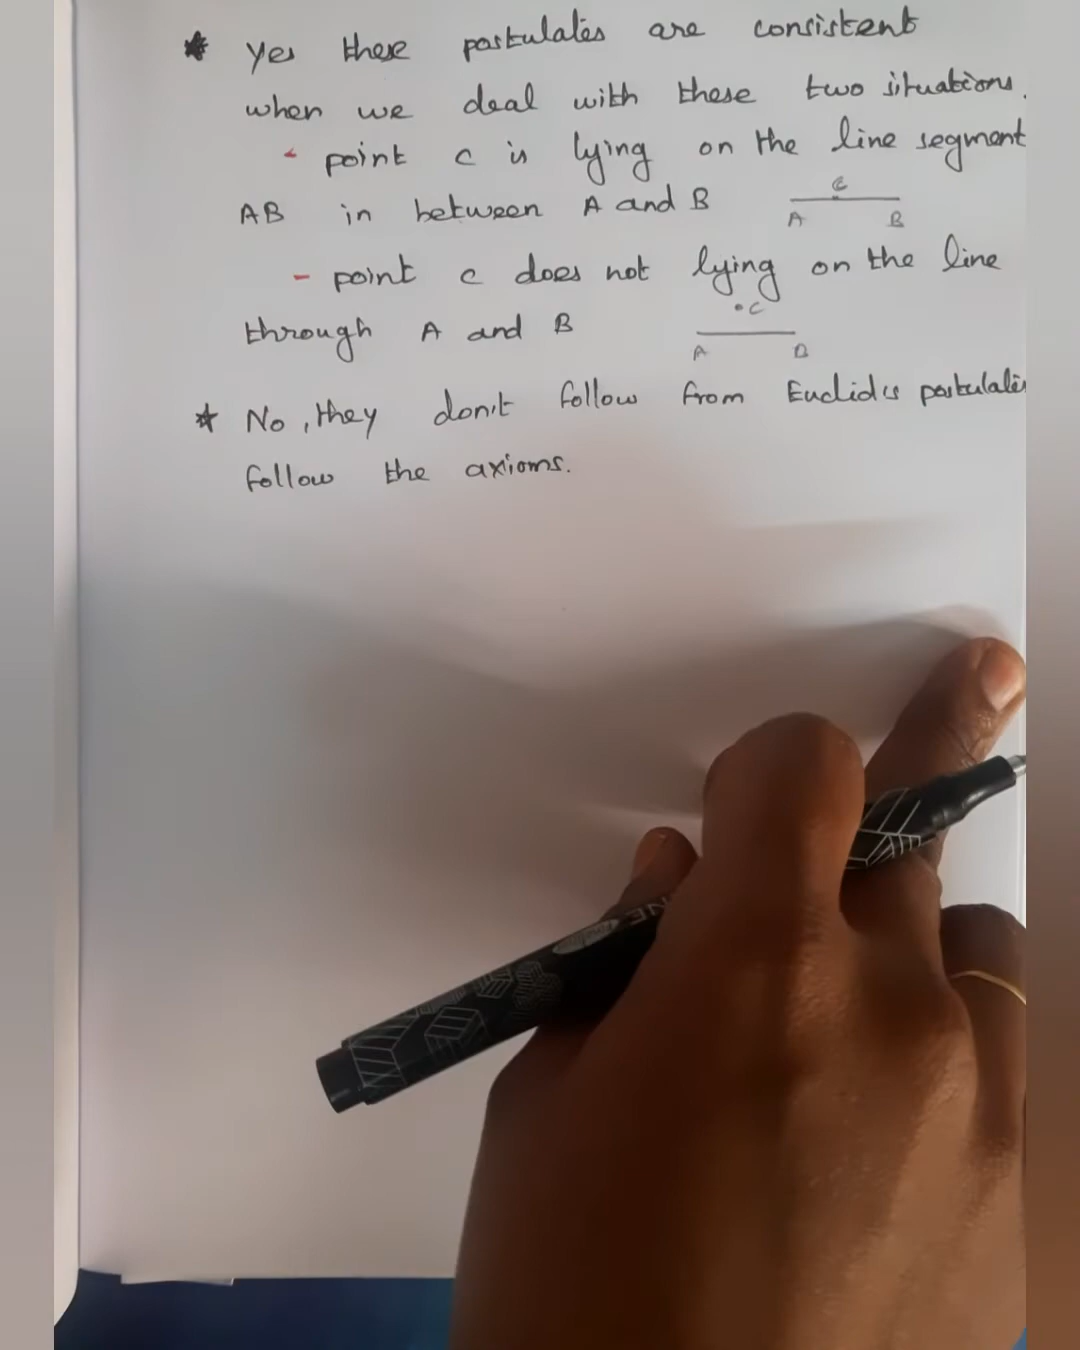 * Yes these postulates are consistent
when we deal with these two situations.
- point c is lying on the line segment
AB in between A and B
C
A B
- point c does not lying on the line
through A and B
• C
A B
* No, they don't follow from Euclid's postulates
follow the axioms.